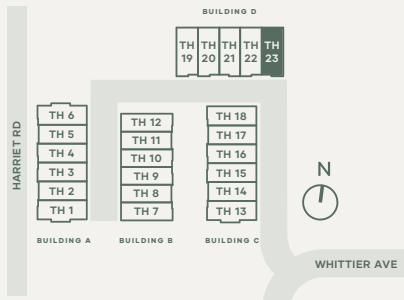 BUILDING D
TH 19
TH 20
TH 21
TH 22
TH 23
HARRIET RD
TH 6
TH 5
TH 4
TH 3
TH 2
TH 1
BUILDING A
TH 12
TH 11
TH 10
TH 9
TH 8
TH 7
BUILDING B
TH 18
TH 17
TH 16
TH 15
TH 14
TH 13
BUILDING C
N
WHITTIER AVE